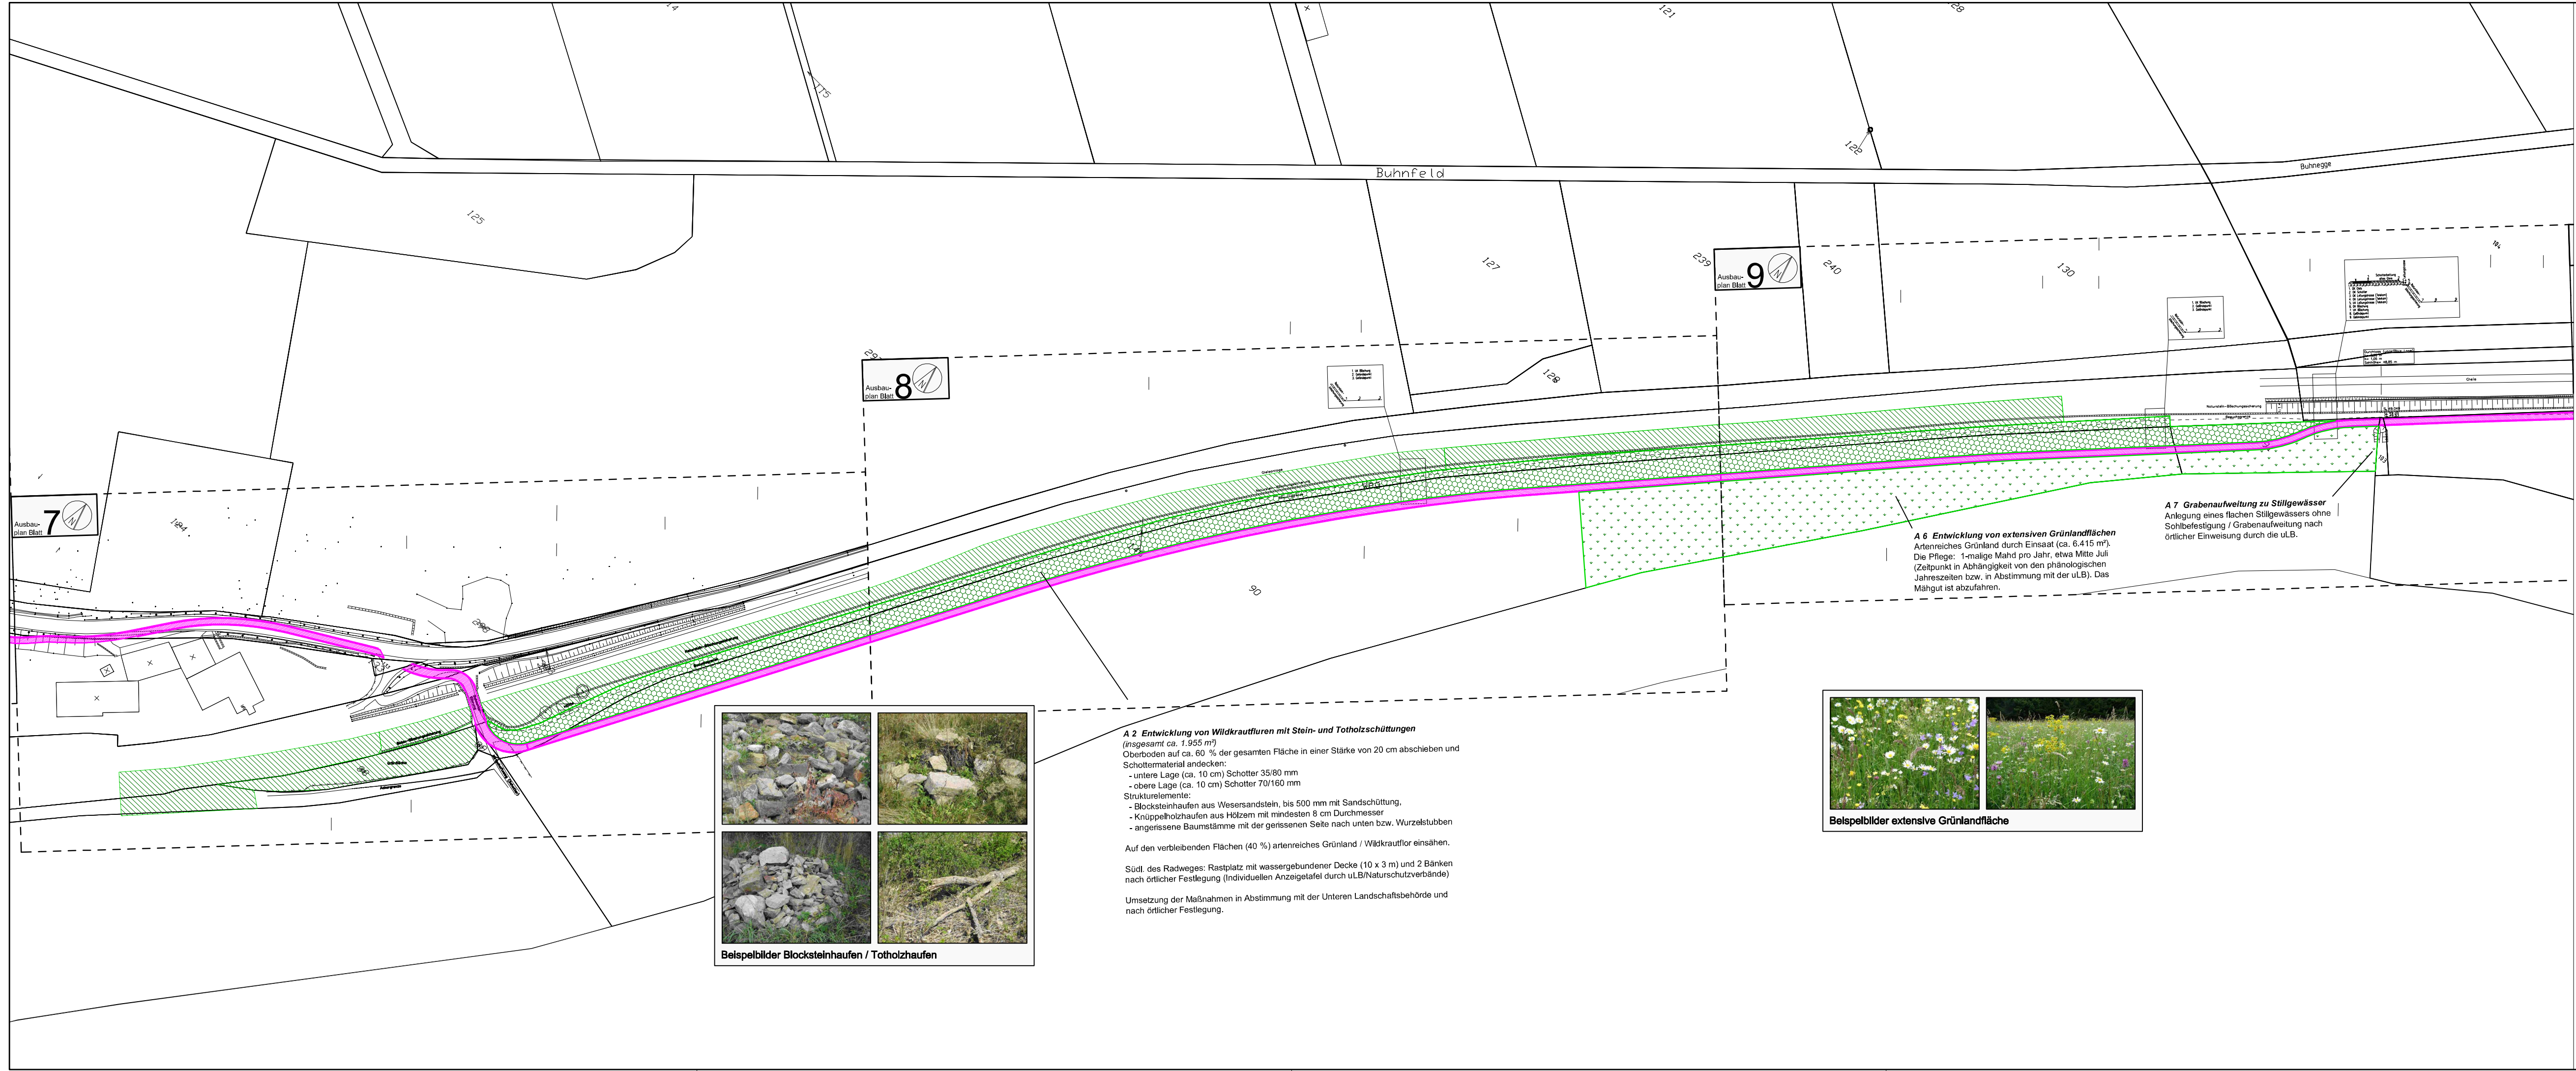 14
121
128
115
122
Buhnfeld
Buhnegge
125
127
239
240
130
184
128
Ausbau-
plan Blatt 9
Ausbau-
plan Blatt 8
Ausbau-
plan Blatt 7
184
90
Gleise
A 7 Grabenaufweitung zu Stillgewässer
Anlegung eines flachen Stillgewässers ohne
Sohlbefestigung / Grabenaufweitung nach
örtlicher Einweisung durch die uLB.
A 6 Entwicklung von extensiven Grünlandflächen
Artenreiches Grünland durch Einsaat (ca. 6.415 m²).
Die Pflege: 1-malige Mahd pro Jahr, etwa Mitte Juli
(Zeitpunkt in Abhängigkeit von den phänologischen
Jahreszeiten bzw. in Abstimmung mit der uLB). Das
Mähgut ist abzufahren.
A 2 Entwicklung von Wildkrautfluren mit Stein- und Totholzschüttungen
(insgesamt ca. 1.955 m²)
Oberboden auf ca. 60 % der gesamten Fläche in einer Stärke von 20 cm abschieben und
Schottermaterial andecken:
- untere Lage (ca. 10 cm) Schotter 35/80 mm
- obere Lage (ca. 10 cm) Schotter 70/160 mm
Strukturelemente:
- Blocksteinhaufen aus Wesersandstein, bis 500 mm mit Sandschüttung,
- Knüppelholzhaufen aus Hölzern mit mindesten 8 cm Durchmesser
- angerissene Baumstämme mit der gerissenen Seite nach unten bzw. Wurzelstubben
Auf den verbleibenden Flächen (40 %) artenreiches Grünland / Wildkrautflor einsähen.
Südl. des Radweges: Rastplatz mit wassergebundener Decke (10 x 3 m) und 2 Bänken
nach örtlicher Festlegung (Individuellen Anzeigetafel durch uLB/Naturschutzverbände)
Umsetzung der Maßnahmen in Abstimmung mit der Unteren Landschaftsbehörde und
nach örtlicher Festlegung.
Beispielbilder Blocksteinhaufen / Totholzhaufen
Beispielbilder extensive Grünlandfläche